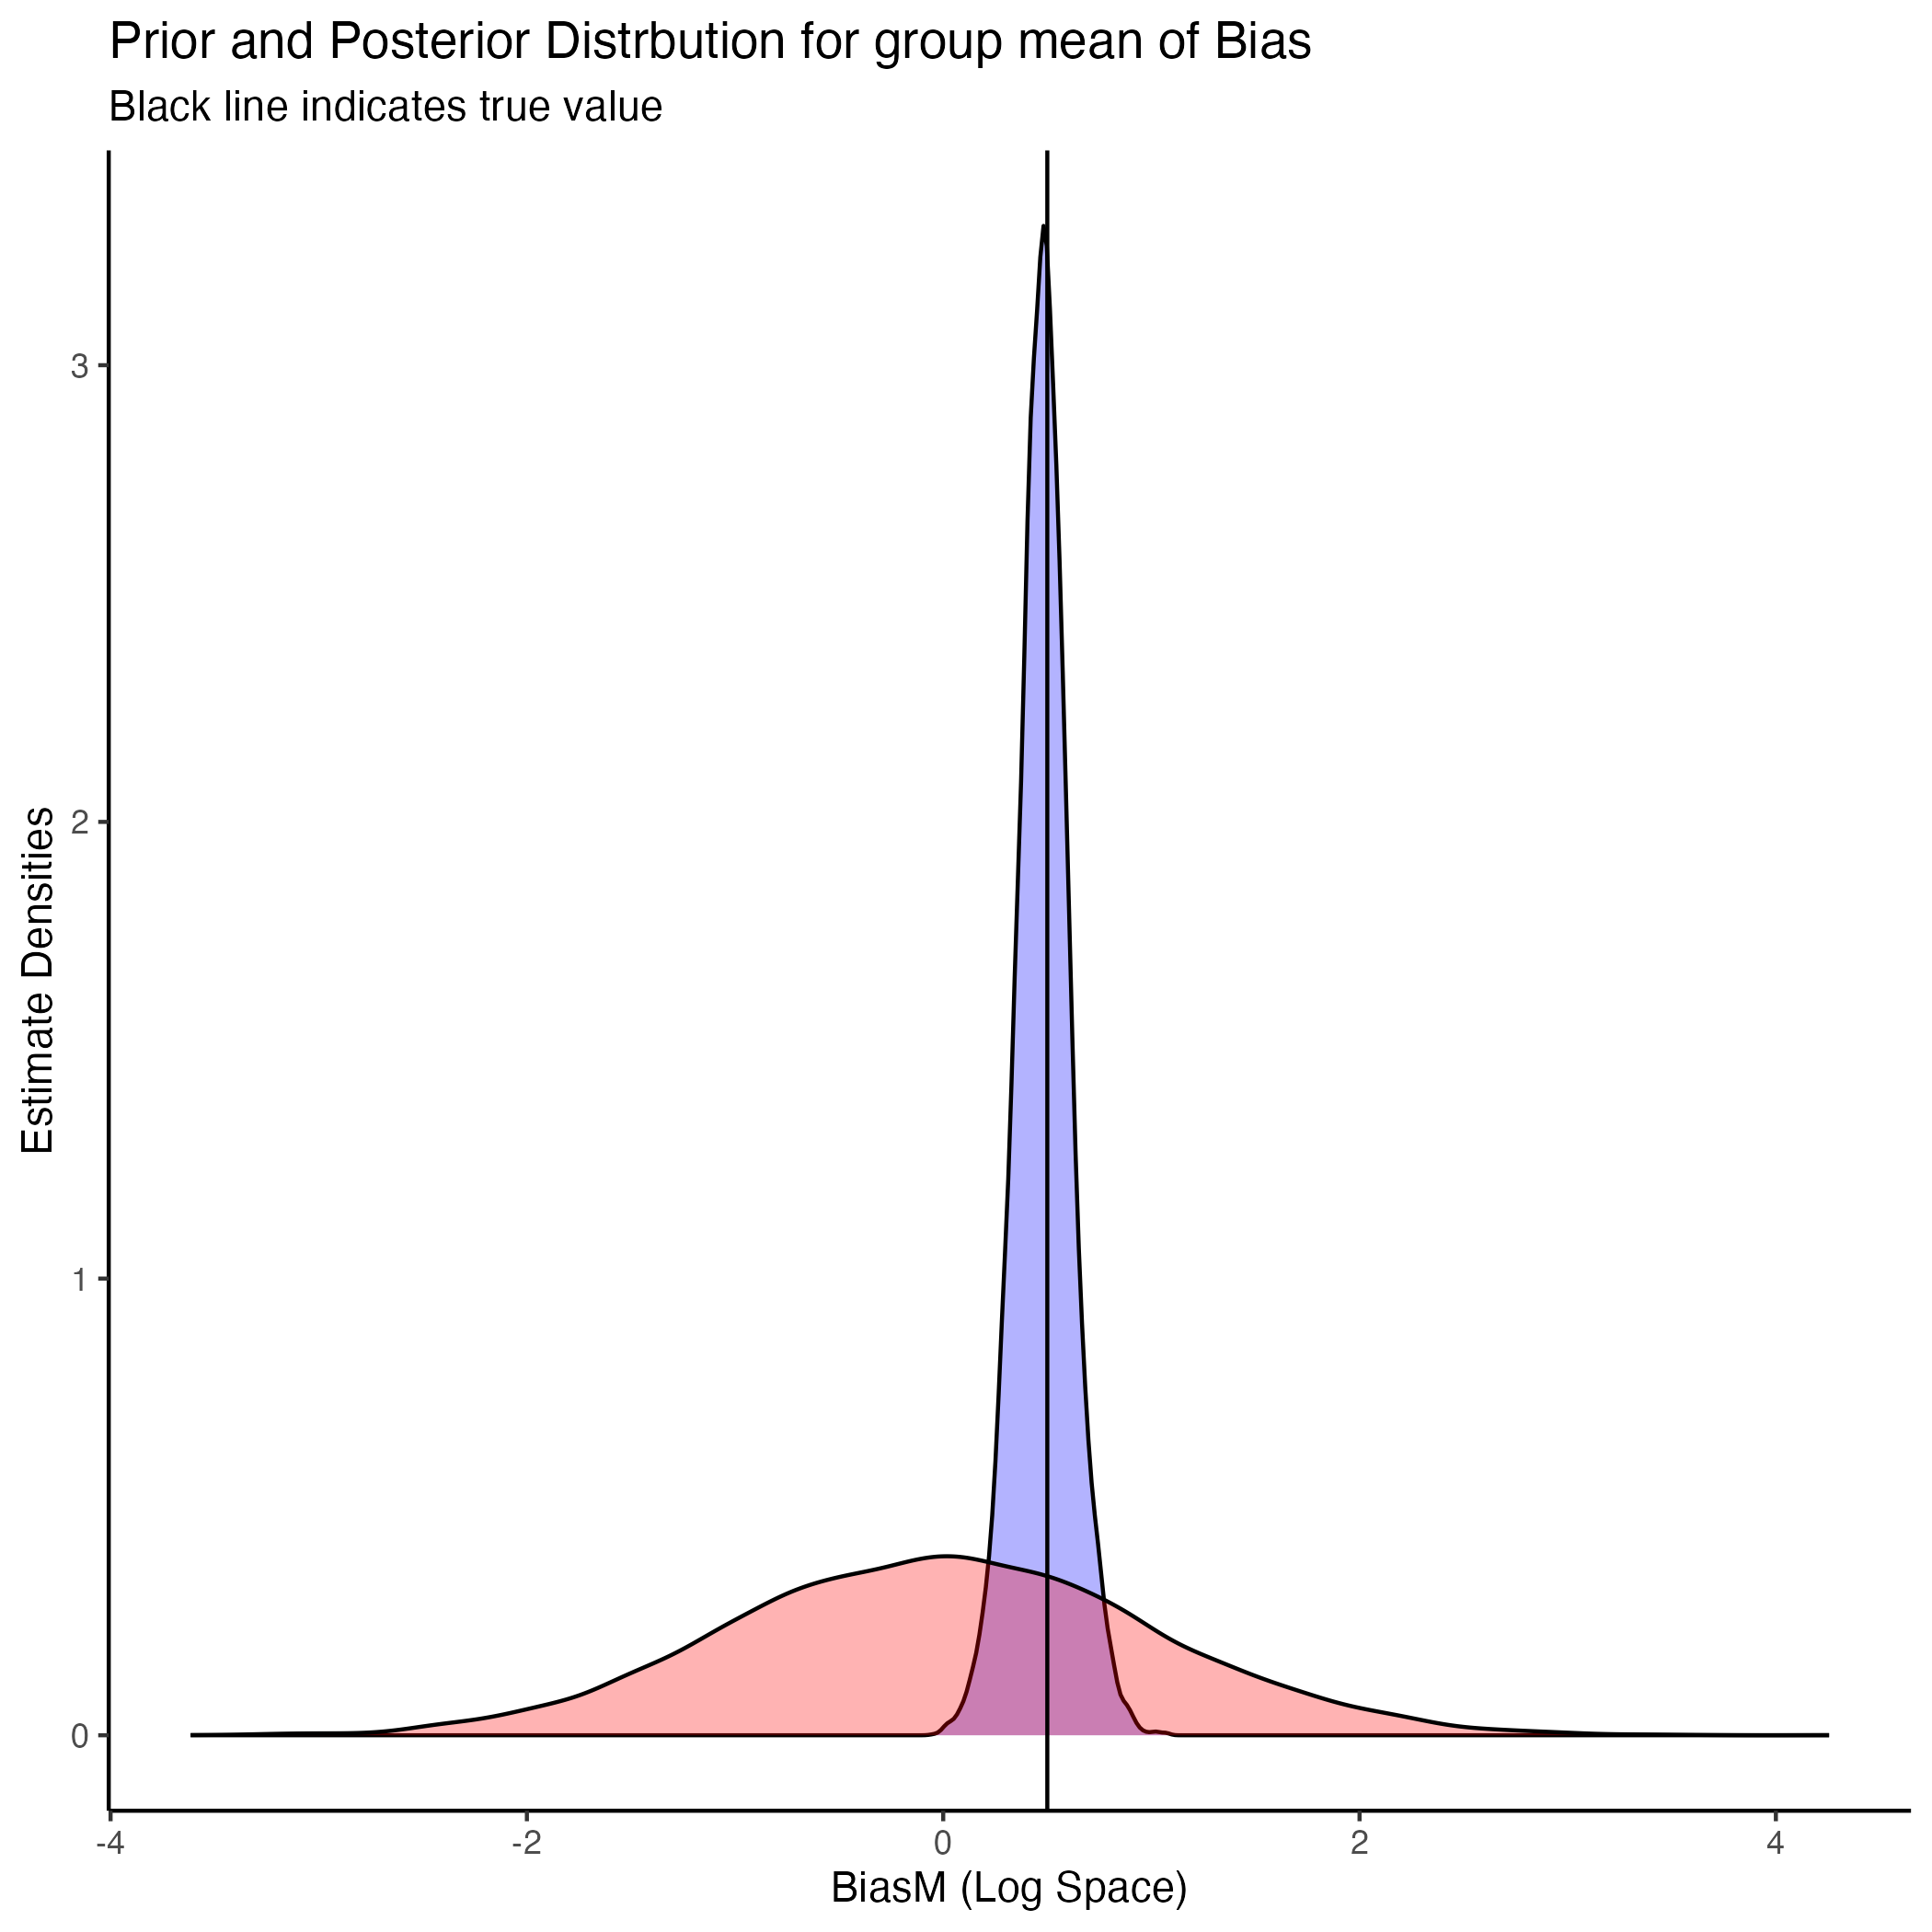 Prior and Posterior Distrbution for group mean of Bias
Black line indicates true value
Estimate Densities
3
2
1
0
-4
-2
0
2
4
BiasM (Log Space)